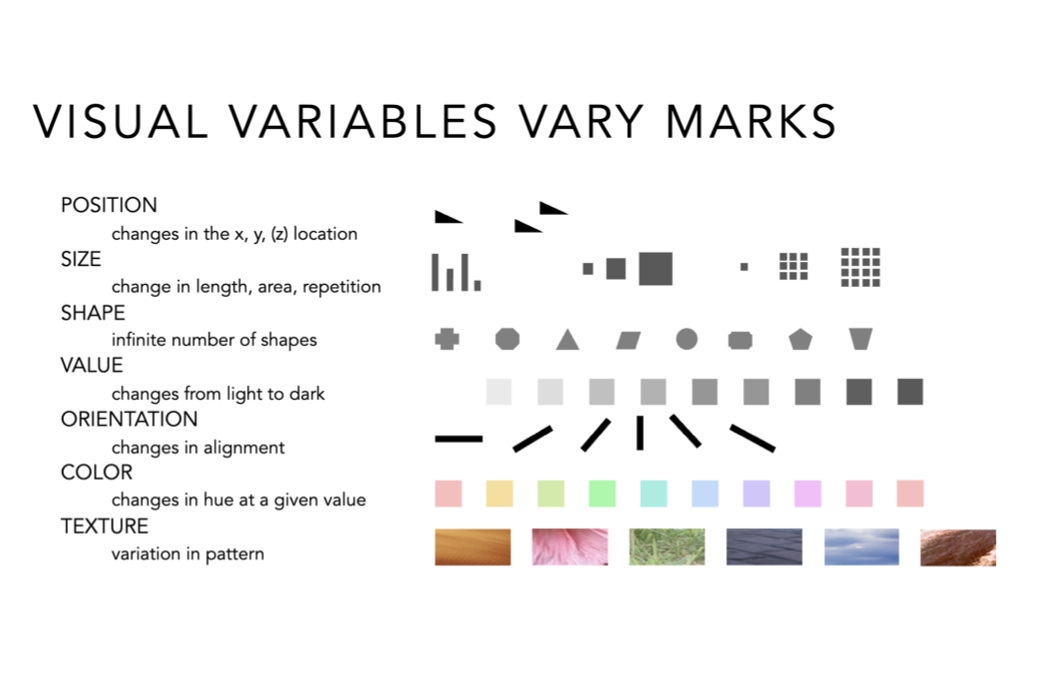 VISUAL VARIABLES VARY MARKS
POSITION
changes in the x, y, (z) location
SIZE
change in length, area, repetition
SHAPE
infinite number of shapes
VALUE
changes from light to dark
ORIENTATION
changes in alignment
COLOR
changes in hue at a given value
TEXTURE
variation in pattern